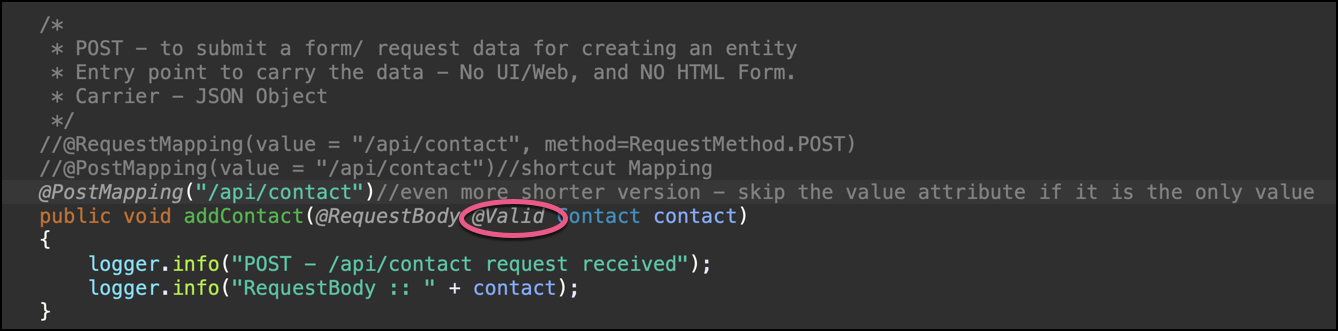 /*
* POST - to submit a form/ request data for creating an entity
* Entry point to carry the data - No UI/Web, and NO HTML Form.
* Carrier - JSON Object
*/
//@RequestMapping(value = "/api/contact", method=RequestMethod.POST)
//@PostMapping(value = "/api/contact")//shortcut Mapping
@PostMapping("/api/contact")//even more shorter version - skip the value attribute if it is the only value
public void addContact(@RequestBody @Valid Contact contact)
{
logger.info("POST - /api/contact request received");
logger.info("RequestBody :: " + contact);
}